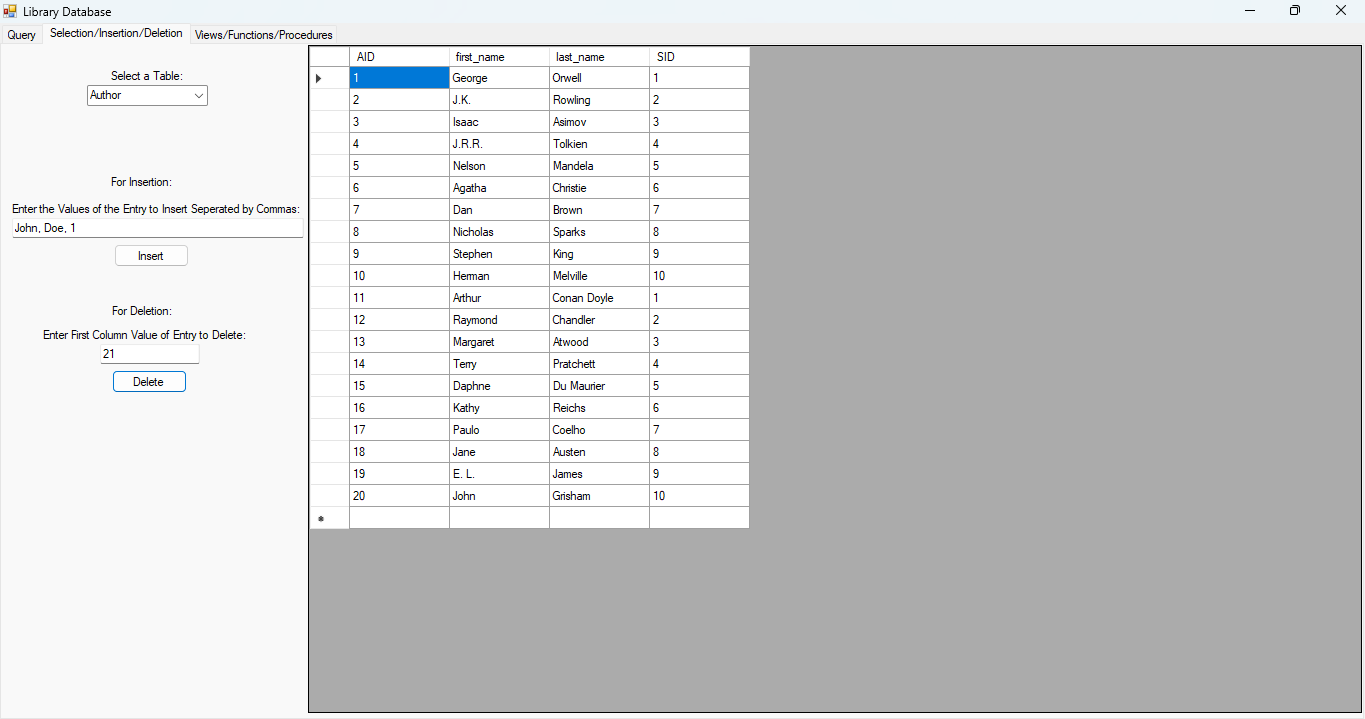 Library Database
Query Selection/Insertion/Deletion Views/Functions/Procedures
Select a Table:
Author
For Insertion:
Enter the Values of the Entry to Insert Seperated by Commas:
John, Doe, 1
Insert
For Deletion:
Enter First Column Value of Entry to Delete:
21
Delete
AID first_name last_name SID
1 George Orwell 1
2 J.K. Rowling 2
3 Isaac Asimov 3
4 J.R.R. Tolkien 4
5 Nelson Mandela 5
6 Agatha Christie 6
7 Dan Brown 7
8 Nicholas Sparks 8
9 Stephen King 9
10 Herman Melville 10
11 Arthur Conan Doyle 1
12 Raymond Chandler 2
13 Margaret Atwood 3
14 Terry Pratchett 4
15 Daphne Du Maurier 5
16 Kathy Reichs 6
17 Paulo Coelho 7
18 Jane Austen 8
19 E. L. James 9
20 John Grisham 10